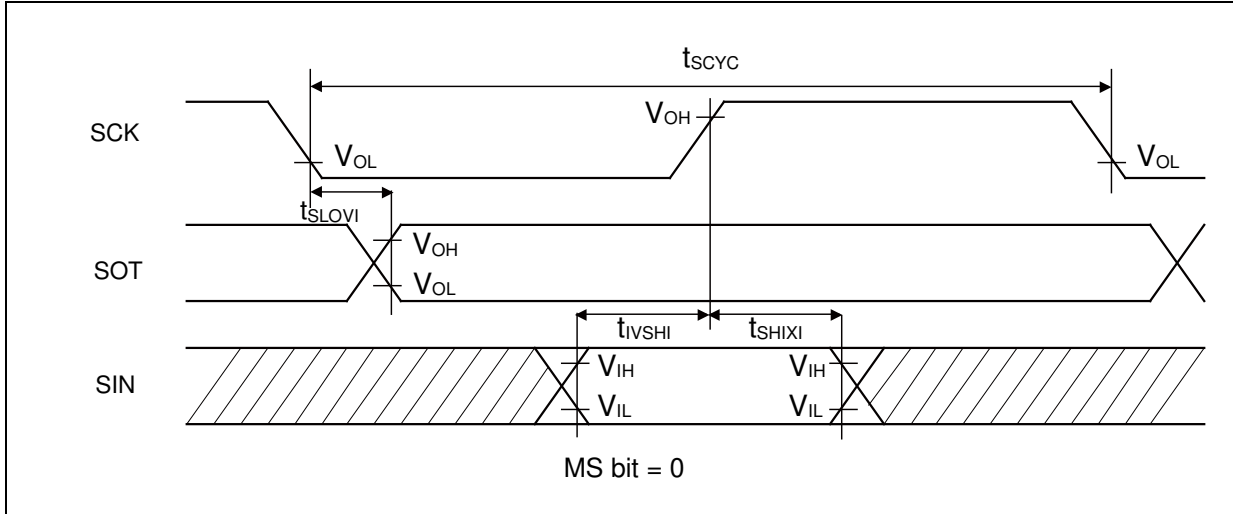 tSCYC
SCK
VOH
VOL
VOL
tSLOVI
SOT
VOH
VOL
tIVSHI
tSHIXI
SIN
VIH
VIH
VIL
VIL
MS bit = 0